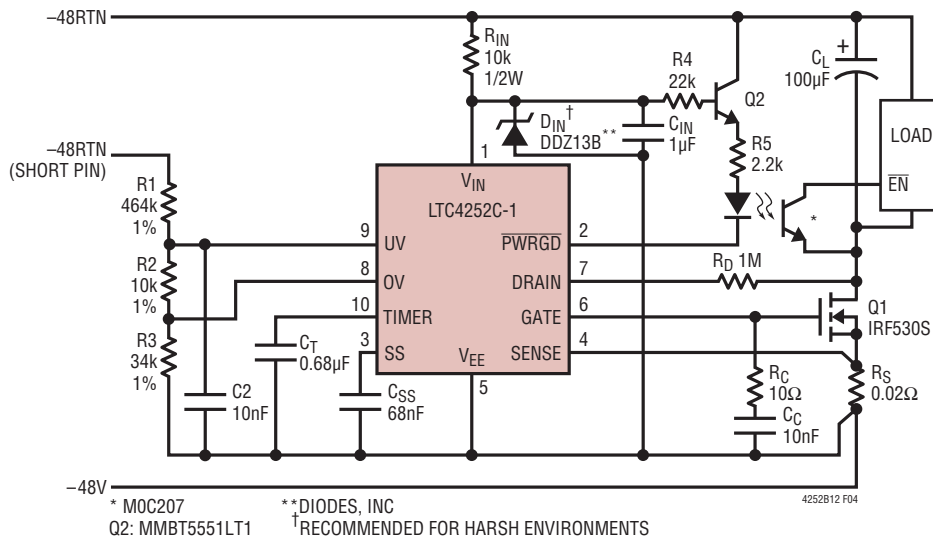 −48RTN
RIN
10k
1/2W
DIN†
DDZ13B**
CIN
1µF
R4
22k
Q2
R5
2.2k
CL
100µF
+
LOAD
EN
*
−48RTN
(SHORT PIN)
R1
464k
1%
R2
10k
1%
R3
34k
1%
C2
10nF
CT
0.68µF
CSS
68nF
1
VIN
LTC4252C-1
9
UV
8
OV
10
TIMER
3
SS
VEE
5
PWRGD
2
DRAIN
7
GATE
6
SENSE
4
RD 1M
Q1
IRF530S
RC
10Ω
CC
10nF
RS
0.02Ω
−48V
4252B12 F04
* MOC207
**DIODES, INC
Q2: MMBT5551LT1
†RECOMMENDED FOR HARSH ENVIRONMENTS